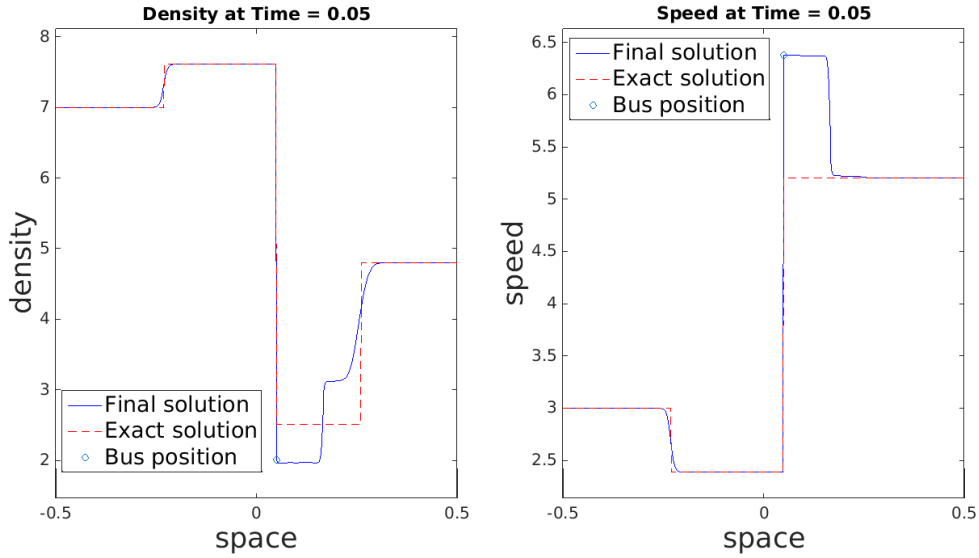 Density at Time = 0.05
8
7
6
5
4
3
2
density
-0.5
0
0.5
space
Final solution
Exact solution
Bus position
Speed at Time = 0.05
6.5
6
5.5
5
4.5
4
3.5
3
2.5
speed
-0.5
0
0.5
space
Final solution
Exact solution
Bus position